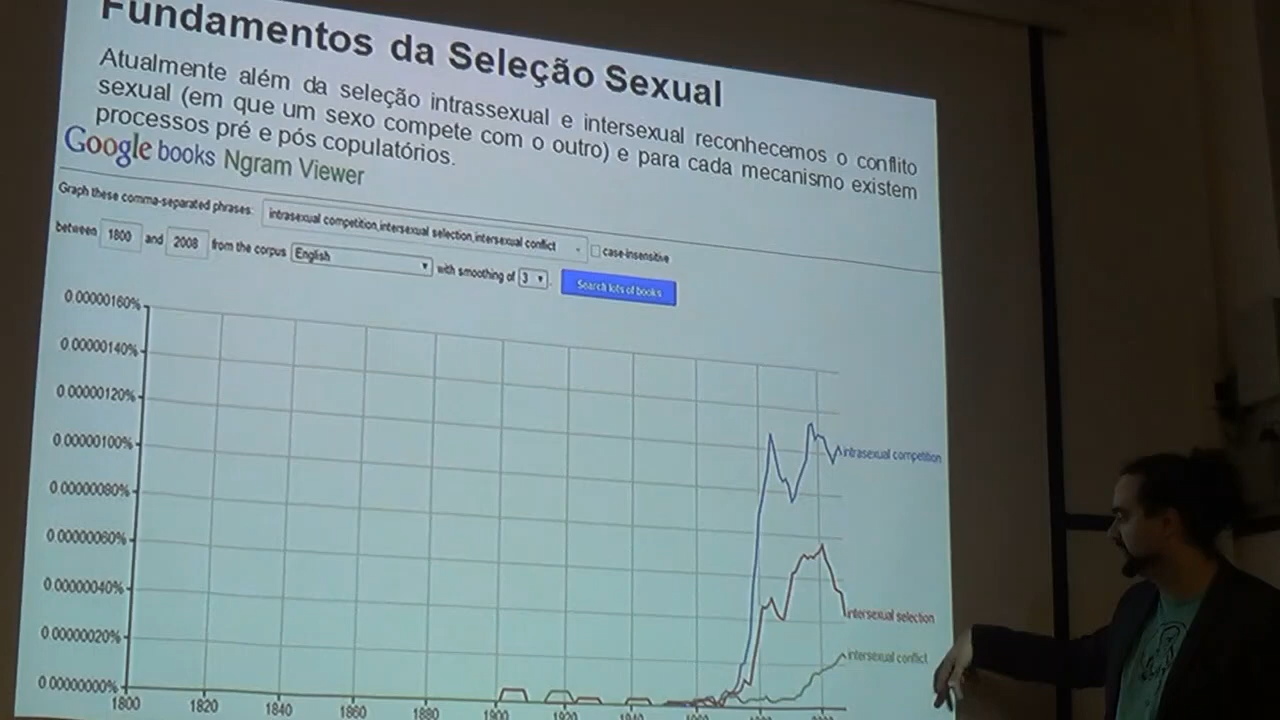 Fundamentos da Seleção Sexual
Atualmente além da seleção intrassexual e intersexual reconhecemos o conflito
sexual (em que um sexo compete com o outro) e para cada mecanismo existem
processos pré e pós copulatórios.
Google books Ngram Viewer
Graph these comma-separated phrases: intrasexual competition,intersexual selection,intersexual conflict case-insensitive
between 1800 and 2008 from the corpus English with smoothing of 3 . Search lots of books
0.00000160%
0.00000140%
0.00000120%
0.00000100%
0.00000080%
0.00000060%
0.00000040%
0.00000020%
0.00000000%
intrasexual competition
intersexual selection
intersexual conflict
1800 1820 1840 1860 1880 1900 1920 1940